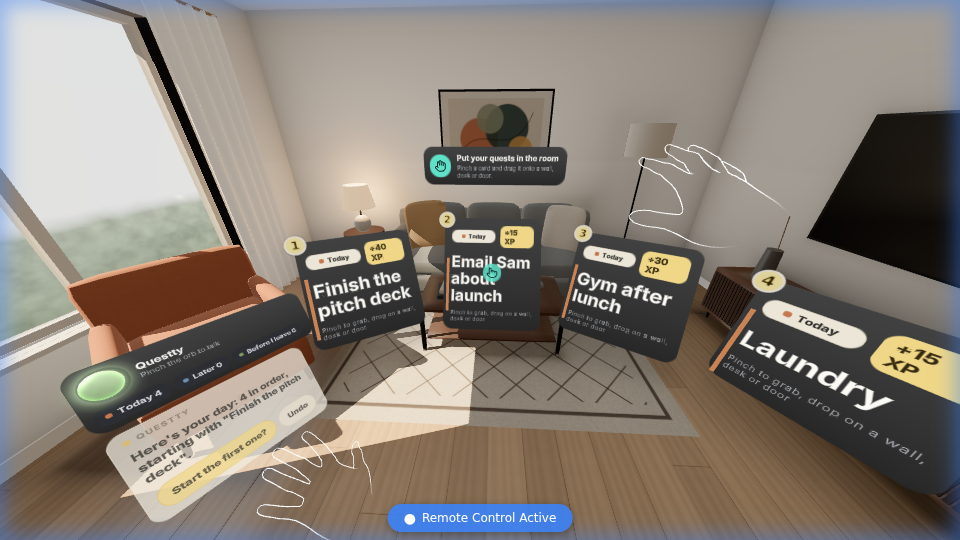 Put your quests in the room
Pinch a card and drag it onto a wall,
desk or door.
1
Today
+40
XP
Finish the
pitch deck
Pinch to grab, drop on a wall,
desk or door.
2
Today
+15
XP
Email Sam
about
launch
Pinch to grab, drop on a wall,
desk or door.
3
Today
+30
XP
Gym after
lunch
Pinch to grab, drop on a wall,
desk or door.
4
Today
+15
XP
Laundry
Pinch to grab, drop on a wall,
desk or door.
Questty
Pinch the orb to talk
Today 4
Later 0
Before I leave 0
QUESTTY
Here's your day: 4 in order,
starting with "Finish the pitch
deck"
Start the first one?
Undo
Remote Control Active